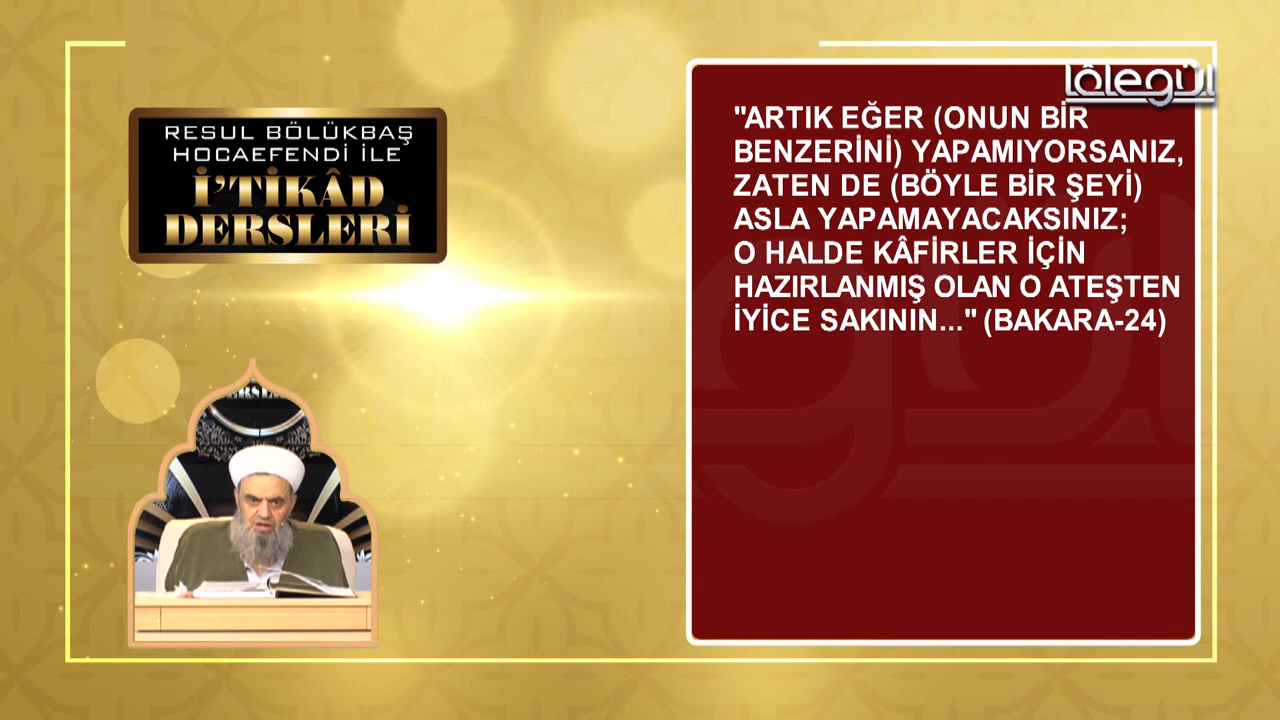 RESUL BÖLÜKBAŞ
HOCAEFENDİ İLE
İ'TİKÂD
DERSLERİ
lâlegül
"ARTIK EĞER (ONUN BİR
BENZERİNİ) YAPAMIYORSANIZ,
ZATEN DE (BÖYLE BİR ŞEYİ)
ASLA YAPAMAYACAKSINIZ;
O HALDE KÂFİRLER İÇİN
HAZIRLANMIŞ OLAN O ATEŞTEN
İYİCE SAKININ..." (BAKARA-24)